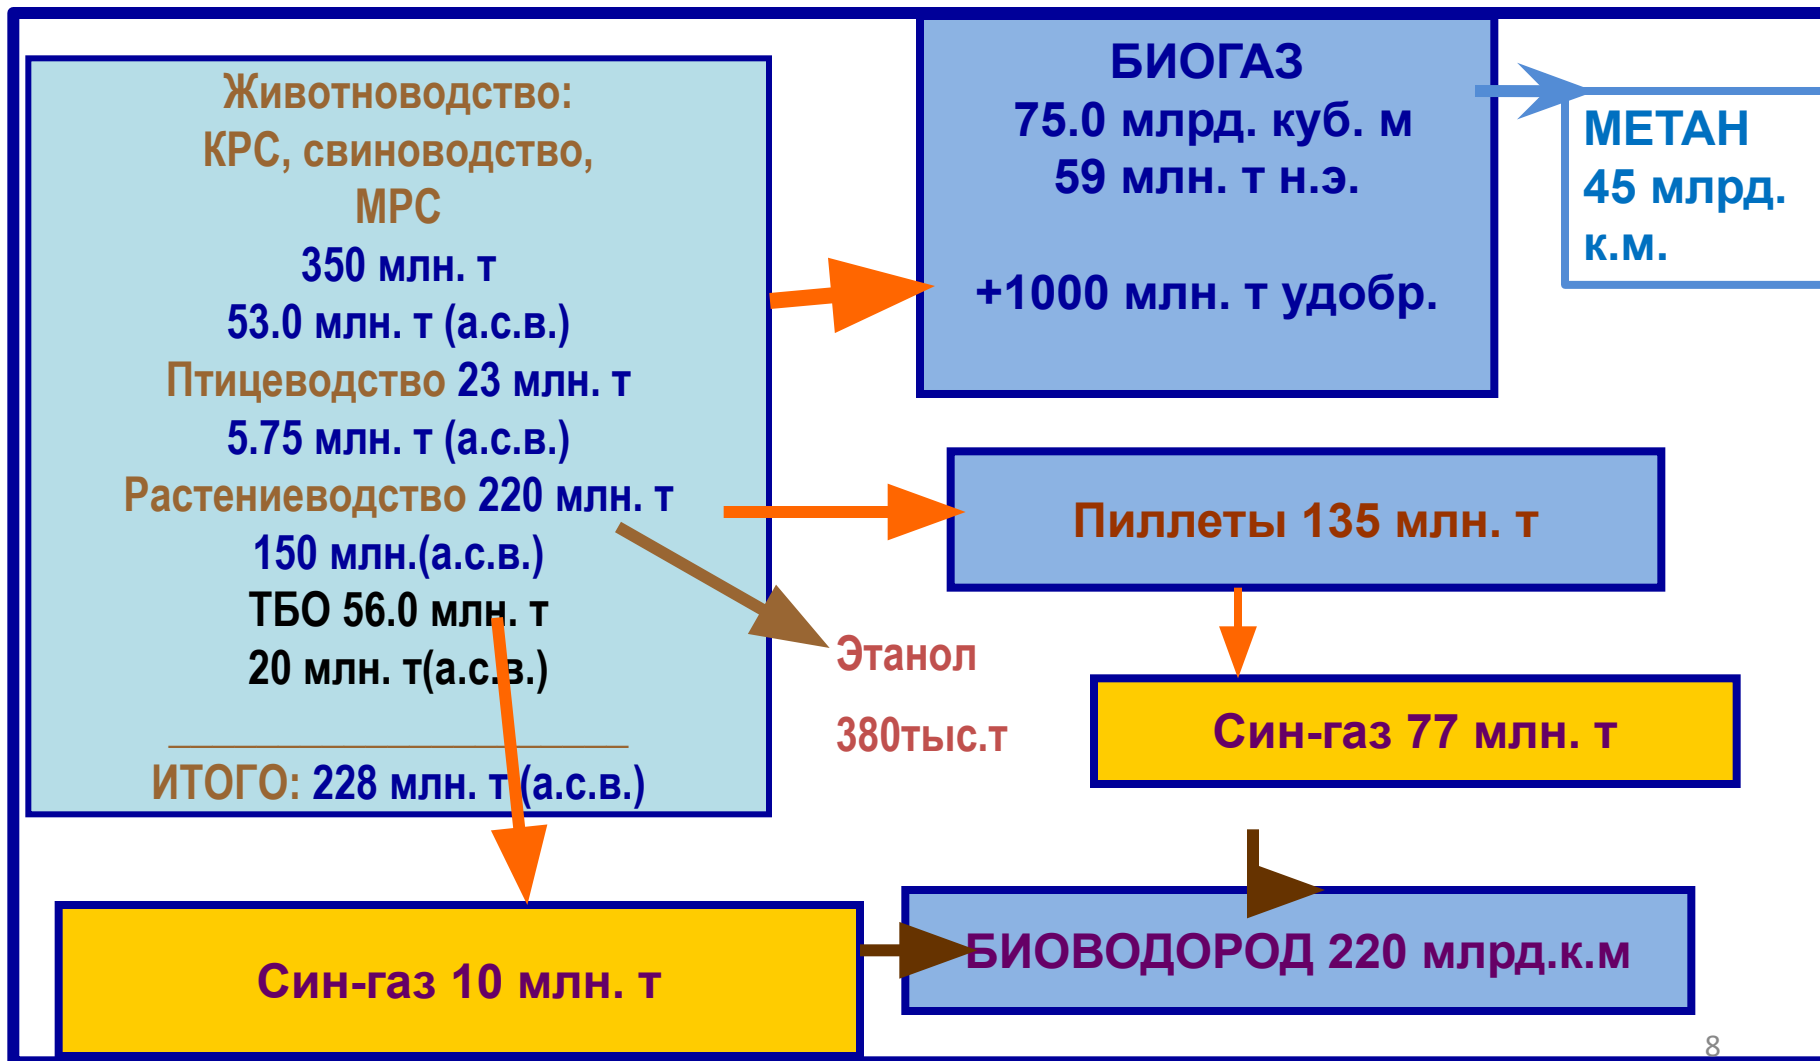 Животноводство:
КРС, свиноводство,
МРС
350 млн. т
53.0 млн. т (а.с.в.)
Птицеводство 23 млн. т
5.75 млн. т (а.с.в.)
Растениеводство 220 млн. т
150 млн.(а.с.в.)
ТБО 56.0 млн. т
20 млн. т(а.с.в.)
ИТОГО: 228 млн. т (а.с.в.)
БИОГАЗ
75.0 млрд. куб. м
59 млн. т н.э.
+1000 млн. т удобр.
МЕТАН
45 млрд.
к.м.
Пиллеты 135 млн. т
Этанол
380тыс.т
Син-газ 77 млн. т
Син-газ 10 млн. т
БИОВОДОРОД 220 млрд.к.м
8